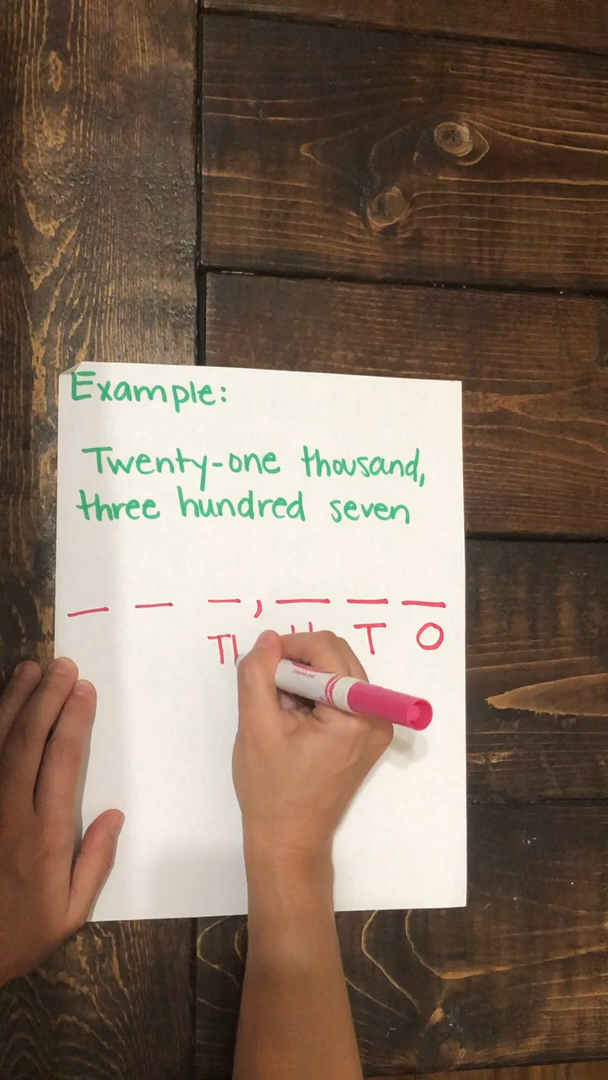 Example:
Twenty-one thousand,
three hundred seven
_ _ _, _ _ _
T O